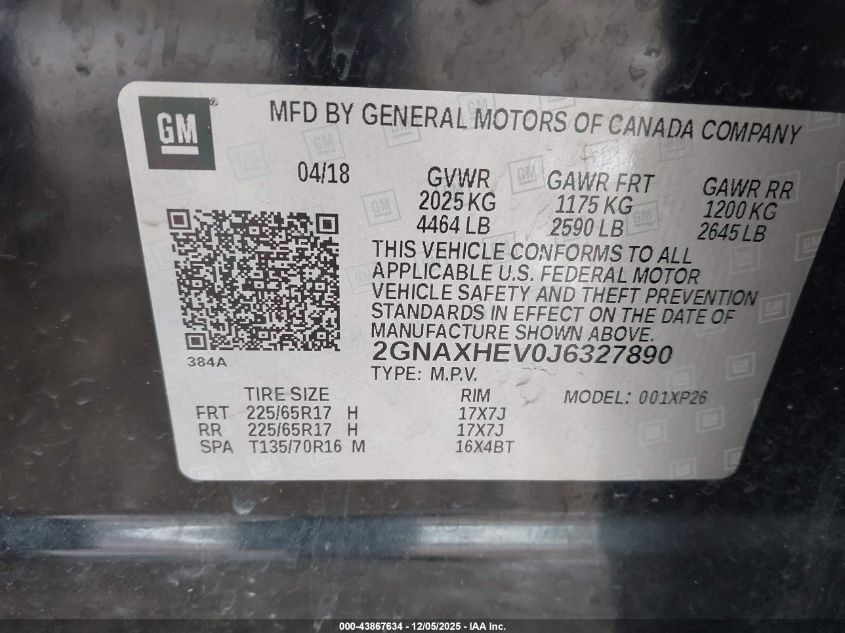 GM
MFD BY GENERAL MOTORS OF CANADA COMPANY
04/18 GVWR GAWR FRT GAWR RR
2025 KG 1175 KG 1200 KG
4464 LB 2590 LB 2645 LB
THIS VEHICLE CONFORMS TO ALL
APPLICABLE U.S. FEDERAL MOTOR
VEHICLE SAFETY AND THEFT PREVENTION
STANDARDS IN EFFECT ON THE DATE OF
MANUFACTURE SHOWN ABOVE.
384A 2GNAXHEV0J6327890
TYPE: M.P.V.
TIRE SIZE RIM MODEL: 001XP26
FRT 225/65R17 H 17X7J
RR 225/65R17 H 17X7J
SPA T135/70R16 M 16X4BT
000-43867634 - 12/05/2025 - IAA Inc.